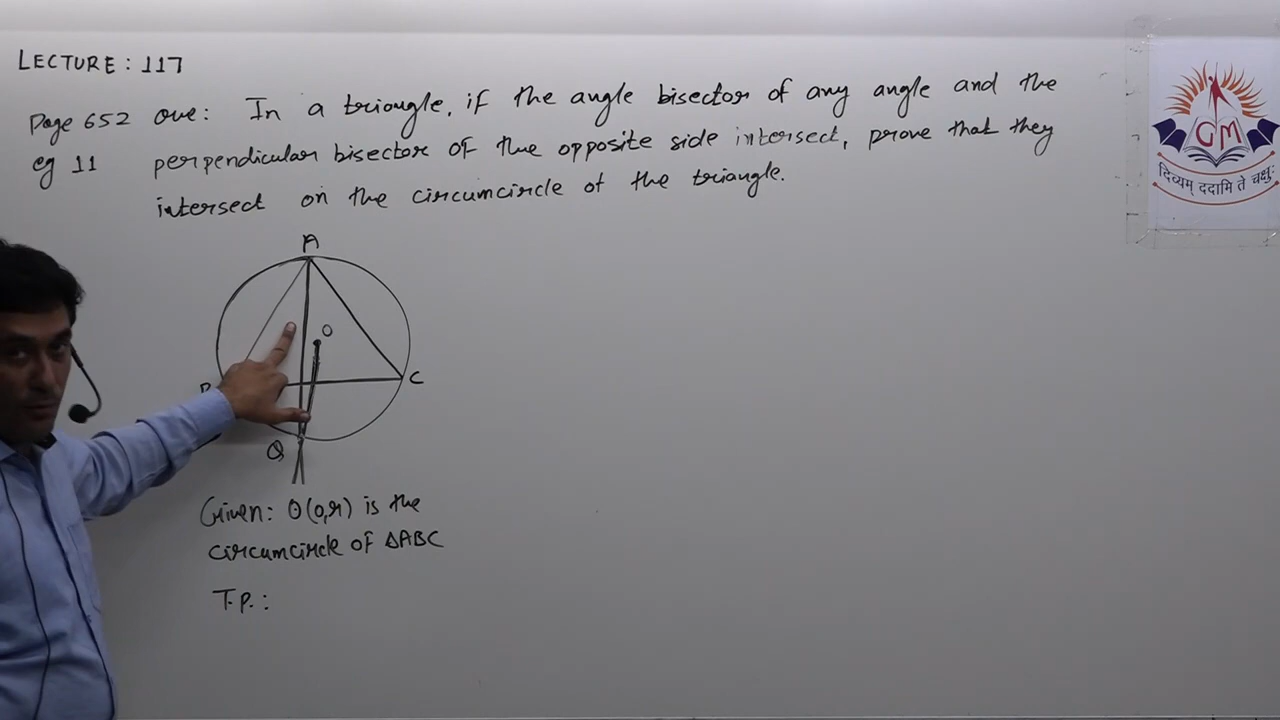 LECTURE: 117
Page 652 que: In a triangle, if the angle bisector of any angle and the
eg 11 perpendicular bisector of the opposite side intersect, prove that they
intersect on the circumcircle of the triangle.
GM
दिव्यम् ददामि ते चक्षुः
A
O
B
C
Q
Given: ʘ(o,r) is the
circumcircle of ΔABC
T.P.: